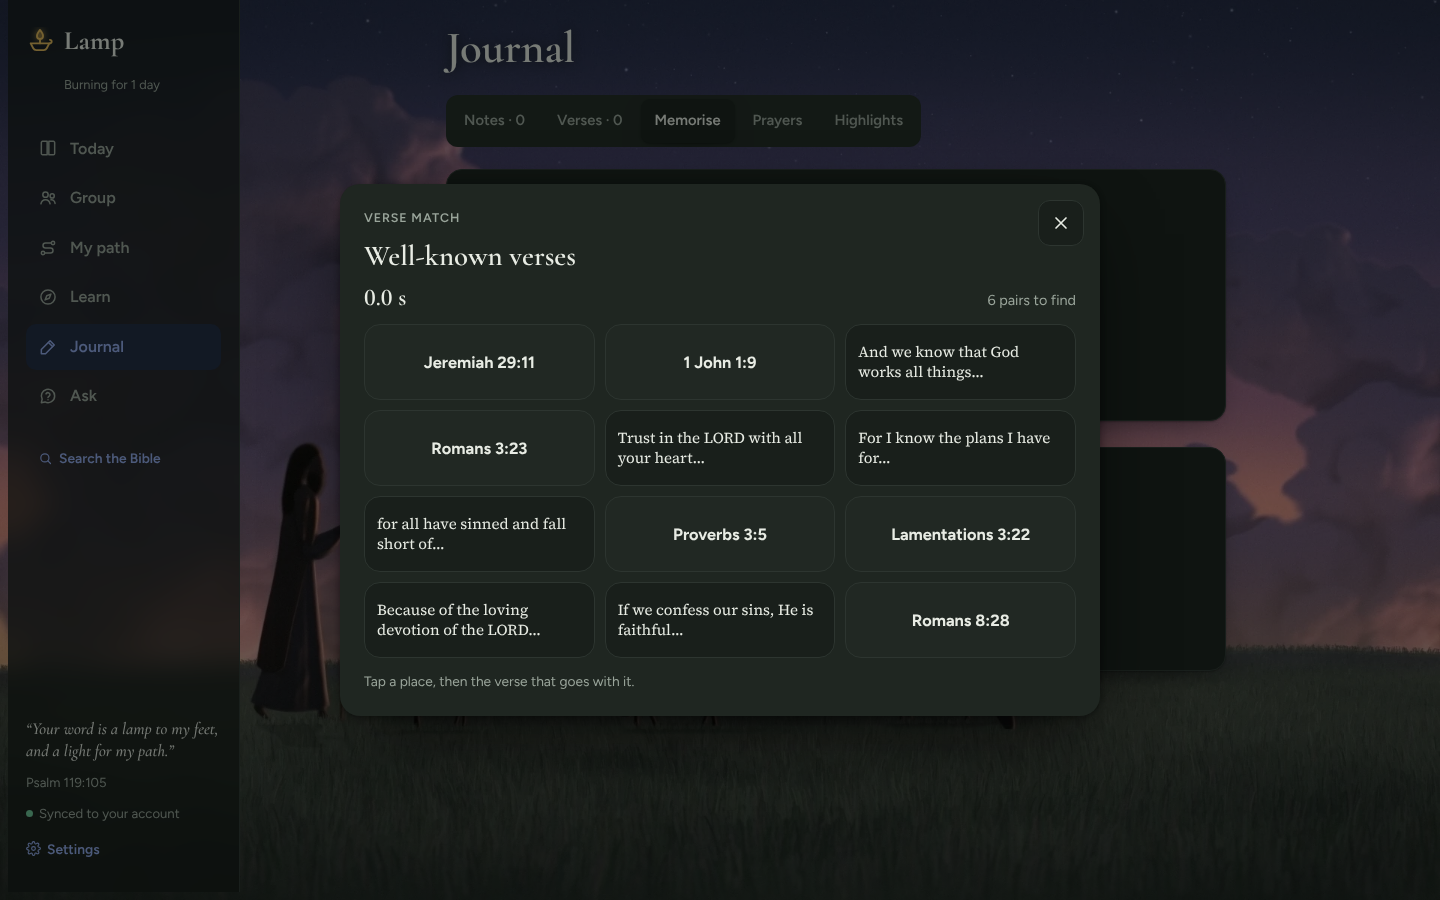 Lamp
Burning for 1 day
Today
Group
My path
Learn
Journal
Ask
Search the Bible
“Your word is a lamp to my feet,
and a light for my path.”
Psalm 119:105
Synced to your account
Settings
Journal
Notes · 0
Verses · 0
Memorise
Prayers
Highlights
VERSE MATCH
Well-known verses
0.0 s
6 pairs to find
Jeremiah 29:11
1 John 1:9
And we know that God
works all things...
Romans 3:23
Trust in the LORD with all
your heart...
For I know the plans I have
for...
for all have sinned and fall
short of...
Proverbs 3:5
Lamentations 3:22
Because of the loving
devotion of the LORD...
If we confess our sins, He is
faithful...
Romans 8:28
Tap a place, then the verse that goes with it.